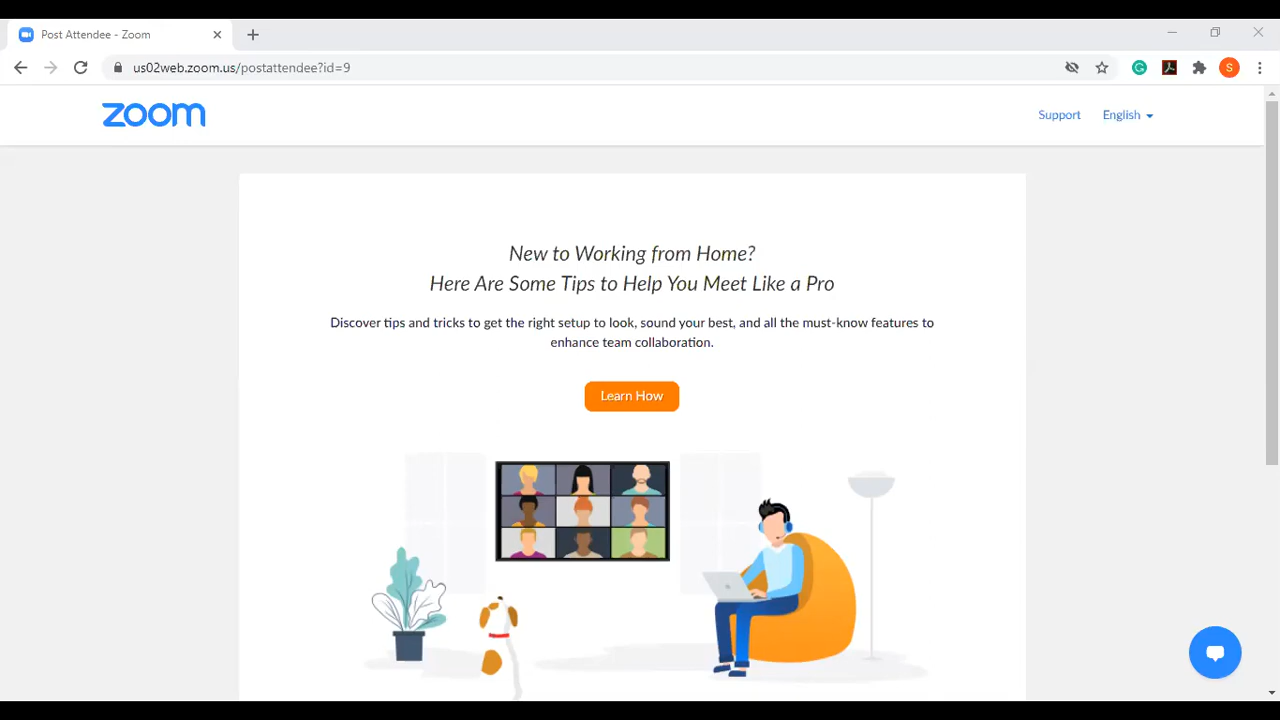 Post Attendee - Zoom
us02web.zoom.us/postattendee?id=9
S
zoom
Support
English
New to Working from Home?
Here Are Some Tips to Help You Meet Like a Pro
Discover tips and tricks to get the right setup to look, sound your best, and all the must-know features to
enhance team collaboration.
Learn How